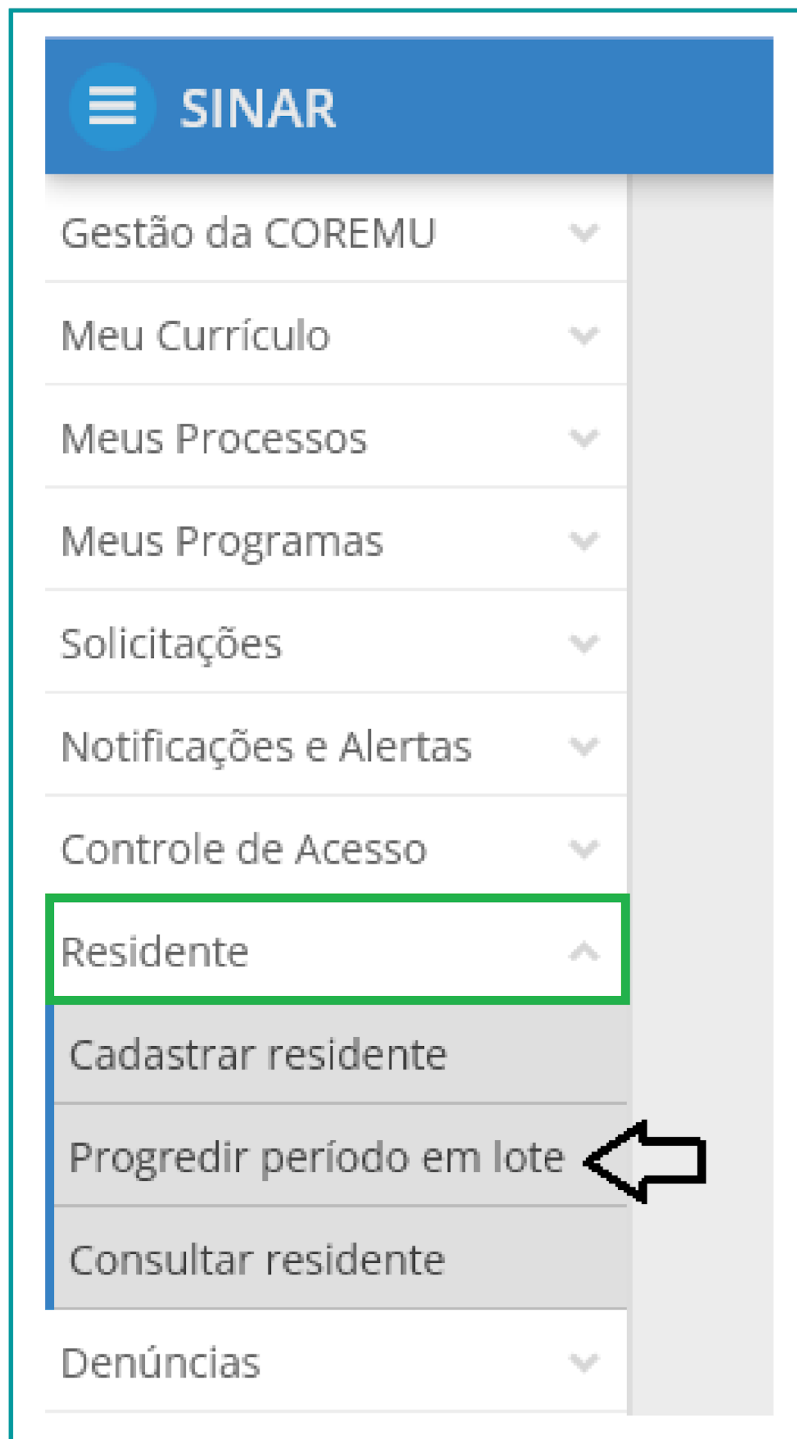 SINAR
Gestão da COREMU
Meu Currículo
Meus Processos
Meus Programas
Solicitações
Notificações e Alertas
Controle de Acesso
Residente
Cadastrar residente
Progredir período em lote
Consultar residente
Denúncias